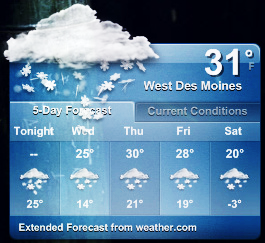 31°
F
West Des Moines
5-Day Forecast
Current Conditions
Tonight Wed Thu Fri Sat
-- 25° 30° 28° 20°
25° 14° 21° 19° -3°
Extended Forecast from weather.com